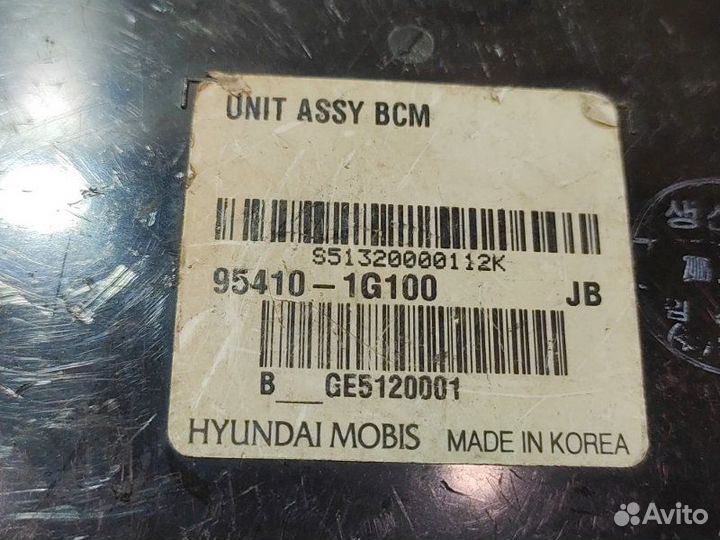 UNIT ASSY BCM
S51320000112K
95410-1G100 JB
B___GE5120001
HYUNDAI MOBIS MADE IN KOREA
Avito